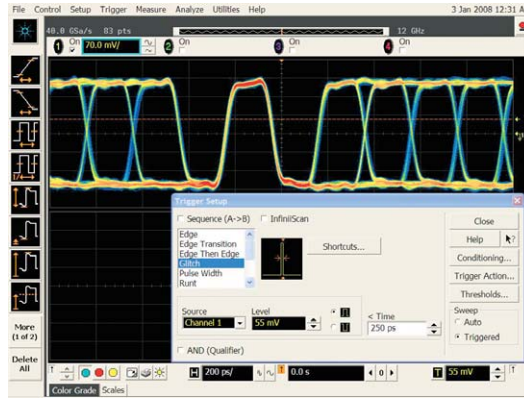 File Control Setup Trigger Measure Analyze Utilities Help 3 Jan 2008 12:31 A
40.0 GSa/s 83 pts 12 GHz
1 On 70.0 mV/ 2 On 3 On 4 On
Trigger Setup
Sequence (A->B) InfiniiScan
Edge
Edge Transition
Edge Then Edge
Glitch
Pulse Width
Runt
Shortcuts...
Close
Help
Conditioning...
Trigger Action...
Thresholds...
Sweep
Auto
Triggered
Source Level < Time
Channel 1 55 mV 250 ps
AND (Qualifier)
More
(1 of 2)
Delete
All
H 200 ps/ 0.0 s 0 T 55 mV
Color Grade Scales